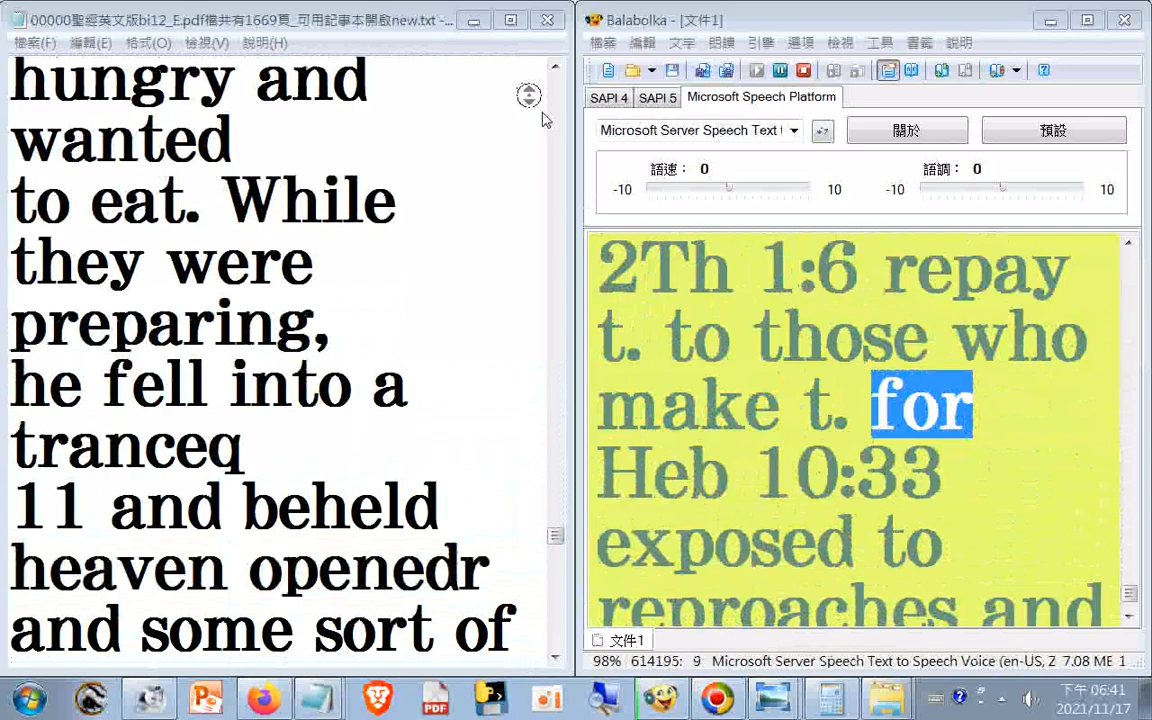 00000聖經英文版bi12_E.pdf檔共有1669頁_可用記事本開啟new.txt -...
檔案(F) 編輯(E) 格式(O) 檢視(V) 說明(H)
hungry and
wanted
to eat. While
they were
preparing,
he fell into a
tranceq
11 and beheld
heaven openedr
and some sort of
Balabolka - [文件1]
檔案 編輯 文字 朗讀 引擎 選項 檢視 工具 書籤 說明
SAPI 4 SAPI 5 Microsoft Speech Platform
Microsoft Server Speech Text
關於 預設
語速： 0 語調： 0
-10 10 -10 10
2Th 1:6 repay
t. to those who
make t. for
Heb 10:33
exposed to
reproaches and
文件1
98% 614195: 9 Microsoft Server Speech Text to Speech Voice (en-US, Z 7.08 ME 1
PDF
下午 06:41
2021/11/17